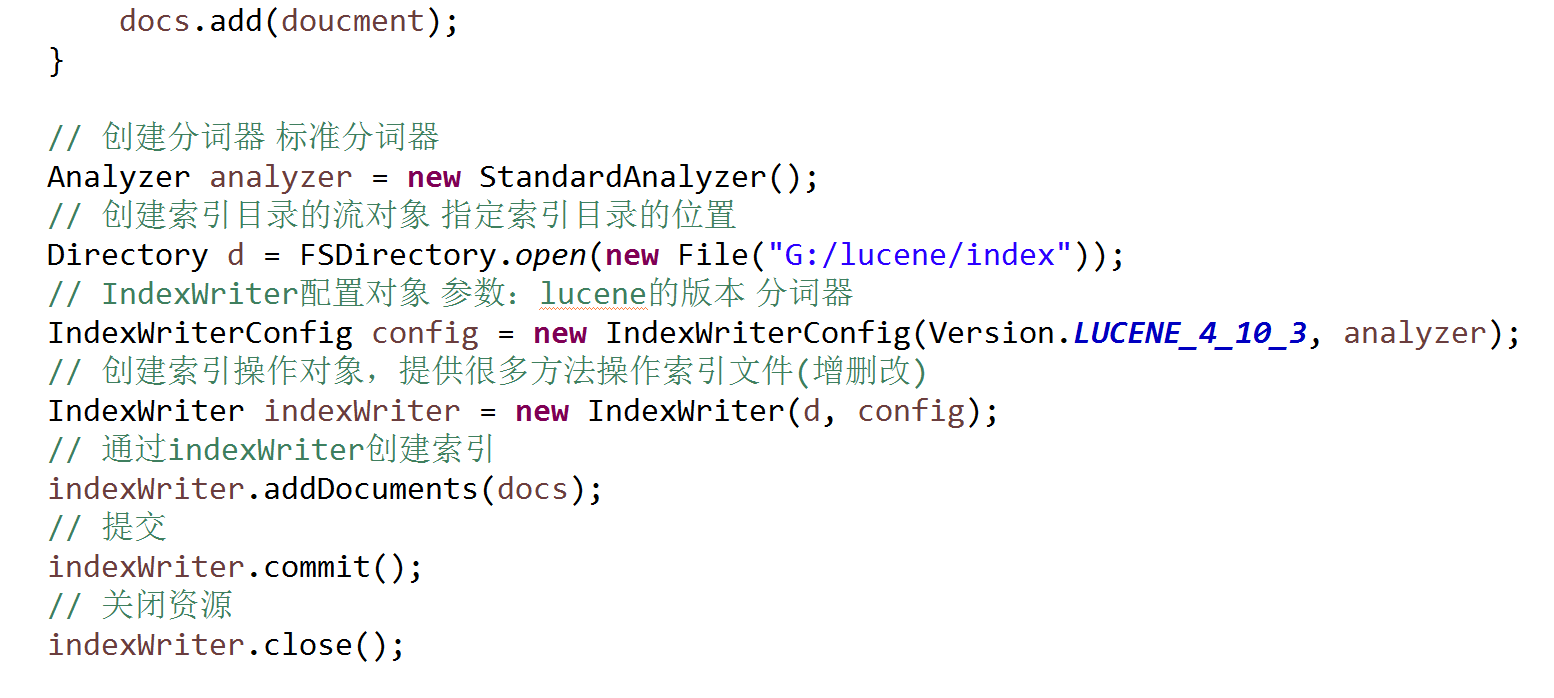 docs.add(doucment);
}
// 创建分词器 标准分词器
Analyzer analyzer = new StandardAnalyzer();
// 创建索引目录的流对象 指定索引目录的位置
Directory d = FSDirectory.open(new File("G:/lucene/index"));
// IndexWriter配置对象 参数：lucene的版本 分词器
IndexWriterConfig config = new IndexWriterConfig(Version.LUCENE_4_10_3, analyzer);
// 创建索引操作对象，提供很多方法操作索引文件(增删改)
IndexWriter indexWriter = new IndexWriter(d, config);
// 通过indexWriter创建索引
indexWriter.addDocuments(docs);
// 提交
indexWriter.commit();
// 关闭资源
indexWriter.close();